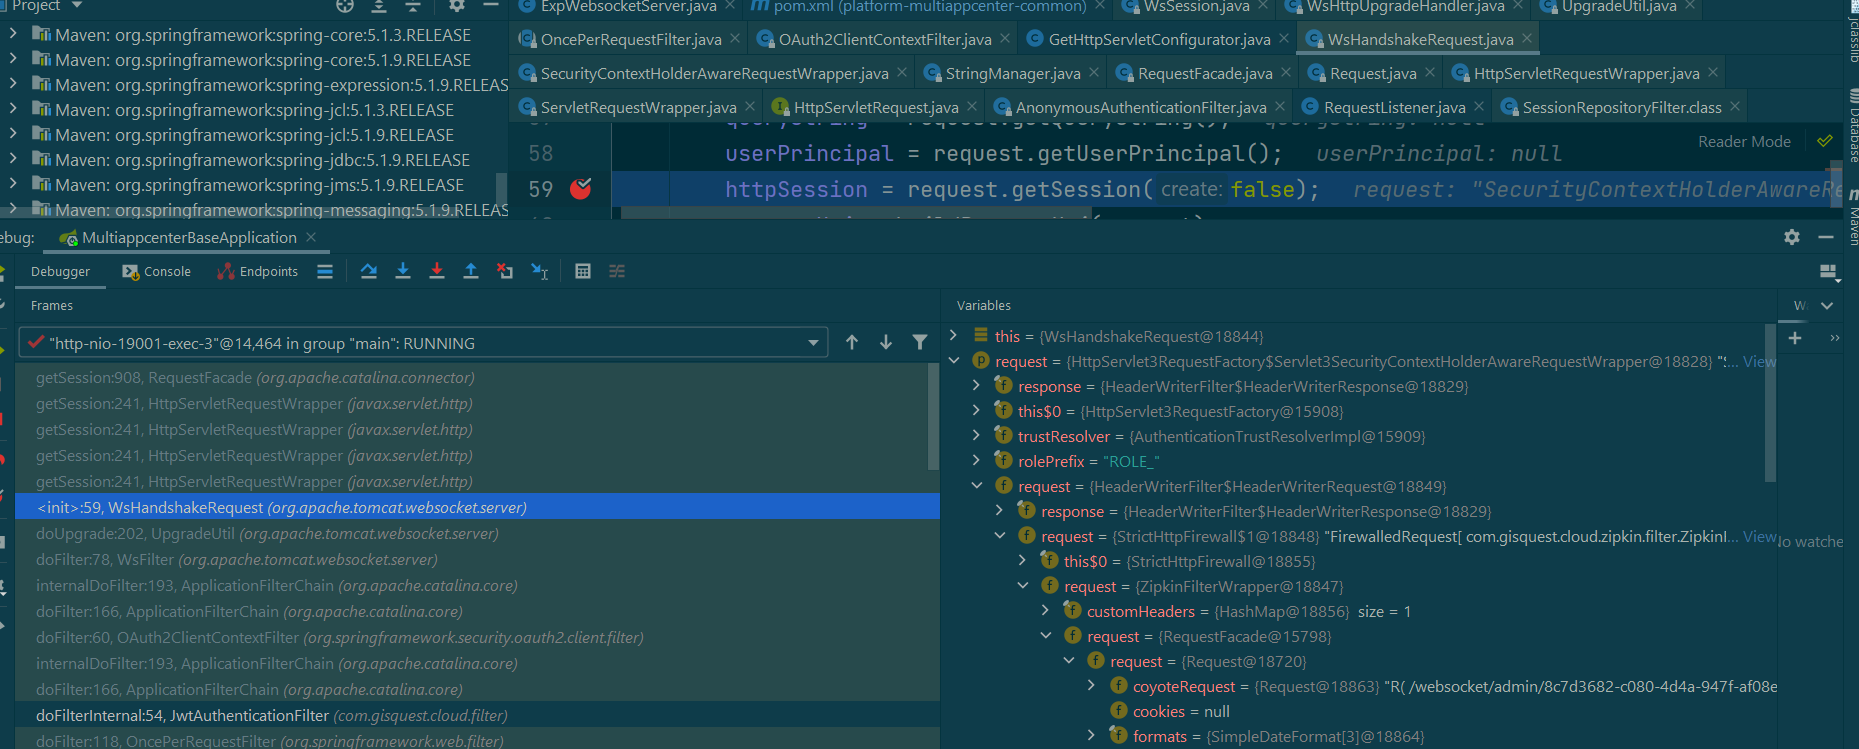 Project
ExpWebsocketServer.java
pom.xml (platform-multiappcenter-common)
WsSession.java
WsHttpUpgradeHandler.java
UpgradeUtil.java
Maven: org.springframework:spring-core:5.1.3.RELEASE
OncePerRequestFilter.java
OAuth2ClientContextFilter.java
GetHttpServletConfigurator.java
WsHandshakeRequest.java
Maven: org.springframework:spring-core:5.1.9.RELEASE
SecurityContextHolderAwareRequestWrapper.java
StringManager.java
RequestFacade.java
Request.java
HttpServletRequestWrapper.java
Maven: org.springframework:spring-expression:5.1.9.RELEAS
ServletRequestWrapper.java
HttpServletRequest.java
AnonymousAuthenticationFilter.java
RequestListener.java
SessionRepositoryFilter.class
Maven: org.springframework:spring-jcl:5.1.3.RELEASE
Maven: org.springframework:spring-jcl:5.1.9.RELEASE
Maven: org.springframework:spring-jdbc:5.1.9.RELEASE
Maven: org.springframework:spring-jms:5.1.9.RELEASE
Maven: org.springframework:spring-messaging:5.1.9.RELEAS
Reader Mode
58 userPrincipal = request.getUserPrincipal(); userPrincipal: null
59 httpSession = request.getSession( create: false); request: "SecurityContextHolderAwareRe
jclasslib
Database
Maven
ebug: MultiappcenterBaseApplication
Debugger
Console
Endpoints
Frames
"http-nio-19001-exec-3"@14,464 in group "main": RUNNING
getSession:908, RequestFacade (org.apache.catalina.connector)
getSession:241, HttpServletRequestWrapper (javax.servlet.http)
getSession:241, HttpServletRequestWrapper (javax.servlet.http)
getSession:241, HttpServletRequestWrapper (javax.servlet.http)
getSession:241, HttpServletRequestWrapper (javax.servlet.http)
<init>:59, WsHandshakeRequest (org.apache.tomcat.websocket.server)
doUpgrade:202, UpgradeUtil (org.apache.tomcat.websocket.server)
doFilter:78, WsFilter (org.apache.tomcat.websocket.server)
internalDoFilter:193, ApplicationFilterChain (org.apache.catalina.core)
doFilter:166, ApplicationFilterChain (org.apache.catalina.core)
doFilter:60, OAuth2ClientContextFilter (org.springframework.security.oauth2.client.filter)
internalDoFilter:193, ApplicationFilterChain (org.apache.catalina.core)
doFilter:166, ApplicationFilterChain (org.apache.catalina.core)
doFilterInternal:54, JwtAuthenticationFilter (com.gisquest.cloud.filter)
doFilter:118, OncePerRequestFilter (org.springframework.web.filter)
Variables
this = {WsHandshakeRequest@18844}
request = {HttpServlet3RequestFactory$Servlet3SecurityContextHolderAwareRequestWrapper@18828} "S... View
response = {HeaderWriterFilter$HeaderWriterResponse@18829}
this$0 = {HttpServlet3RequestFactory@15908}
trustResolver = {AuthenticationTrustResolverImpl@15909}
rolePrefix = "ROLE_"
request = {HeaderWriterFilter$HeaderWriterRequest@18849}
response = {HeaderWriterFilter$HeaderWriterResponse@18829}
request = {StrictHttpFirewall$1@18848} "FirewalledRequest[ com.gisquest.cloud.zipkin.filter.ZipkinI... View
this$0 = {StrictHttpFirewall@18855}
request = {ZipkinFilterWrapper@18847}
customHeaders = {HashMap@18856} size = 1
request = {RequestFacade@15798}
request = {Request@18720}
coyoteRequest = {Request@18863} "R( /websocket/admin/8c7d3682-c080-4d4a-947f-af08e
cookies = null
formats = {SimpleDateFormat[3]@18864}
W
No watche